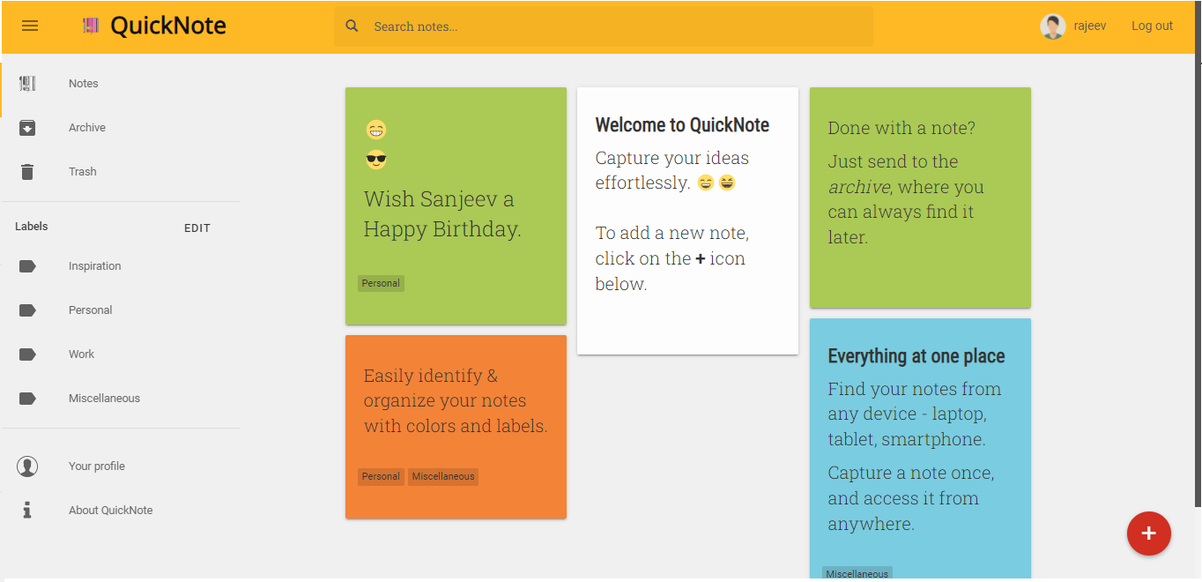 QuickNote
Search notes...
rajeev
Log out
Notes
Archive
Trash
Labels
EDIT
Inspiration
Personal
Work
Miscellaneous
Your profile
About QuickNote
😁
😎
Wish Sanjeev a
Happy Birthday.
Personal
Easily identify &
organize your notes
with colors and labels.
Personal
Miscellaneous
Welcome to QuickNote
Capture your ideas
effortlessly. 😄 😆
To add a new note,
click on the + icon
below.
Done with a note?
Just send to the
archive, where you
can always find it
later.
Everything at one place
Find your notes from
any device - laptop,
tablet, smartphone.
Capture a note once,
and access it from
anywhere.
Miscellaneous
+